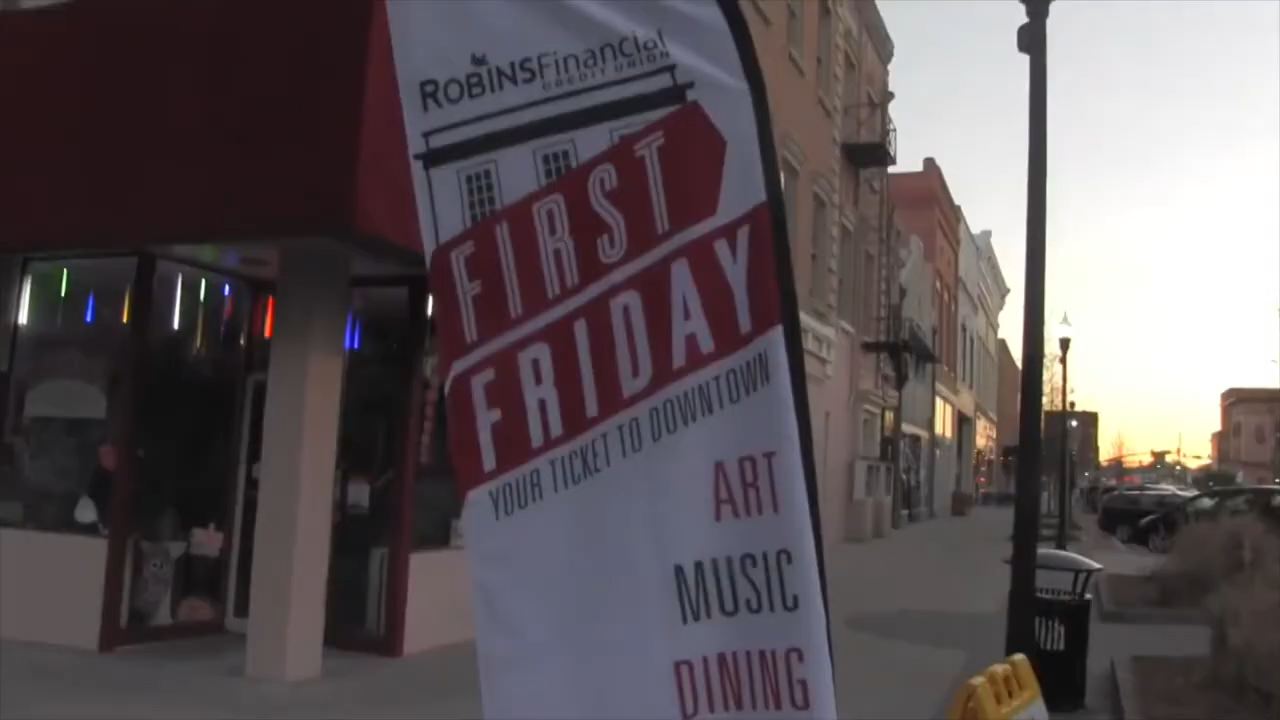 RoBINSFinancial
CREDIT UNION
FIRST
FRIDAY
YOUR TICKET TO DOWNTOWN
ART
MUSIC
DINING